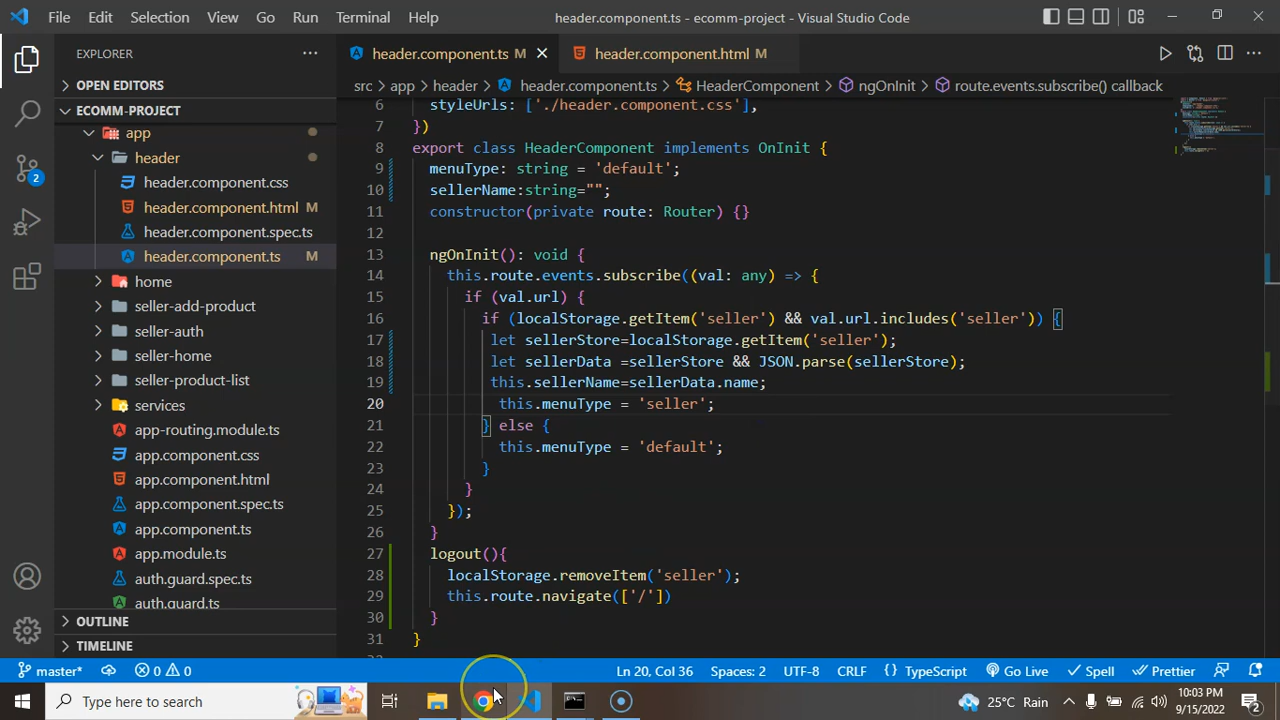 File Edit Selection View Go Run Terminal Help header.component.ts - ecomm-project - Visual Studio Code
EXPLORER
OPEN EDITORS
ECOMM-PROJECT
app
header
header.component.css
header.component.html M
header.component.spec.ts
header.component.ts M
home
seller-add-product
seller-auth
seller-home
seller-product-list
services
app-routing.module.ts
app.component.css
app.component.html
app.component.spec.ts
app.component.ts
app.module.ts
auth.guard.spec.ts
auth.guard.ts
OUTLINE
TIMELINE
2
header.component.ts M header.component.html M
src > app > header > header.component.ts > HeaderComponent > ngOnInit > route.events.subscribe() callback
6 styleUrls: ['./header.component.css'],
7 })
8 export class HeaderComponent implements OnInit {
9 menuType: string = 'default';
10 sellerName:string="";
11 constructor(private route: Router) {}
12
13 ngOnInit(): void {
14 this.route.events.subscribe((val: any) => {
15 if (val.url) {
16 if (localStorage.getItem('seller') && val.url.includes('seller')) {
17 let sellerStore=localStorage.getItem('seller');
18 let sellerData =sellerStore && JSON.parse(sellerStore);
19 this.sellerName=sellerData.name;
20 this.menuType = 'seller';
21 } else {
22 this.menuType = 'default';
23 }
24 }
25 });
26 }
27 logout(){
28 localStorage.removeItem('seller');
29 this.route.navigate(['/'])
30 }
31 }
master* 0 0 Ln 20, Col 36 Spaces: 2 UTF-8 CRLF { } TypeScript Go Live Spell Prettier
Type here to search
25°C Rain
10:03 PM
9/15/2022
2